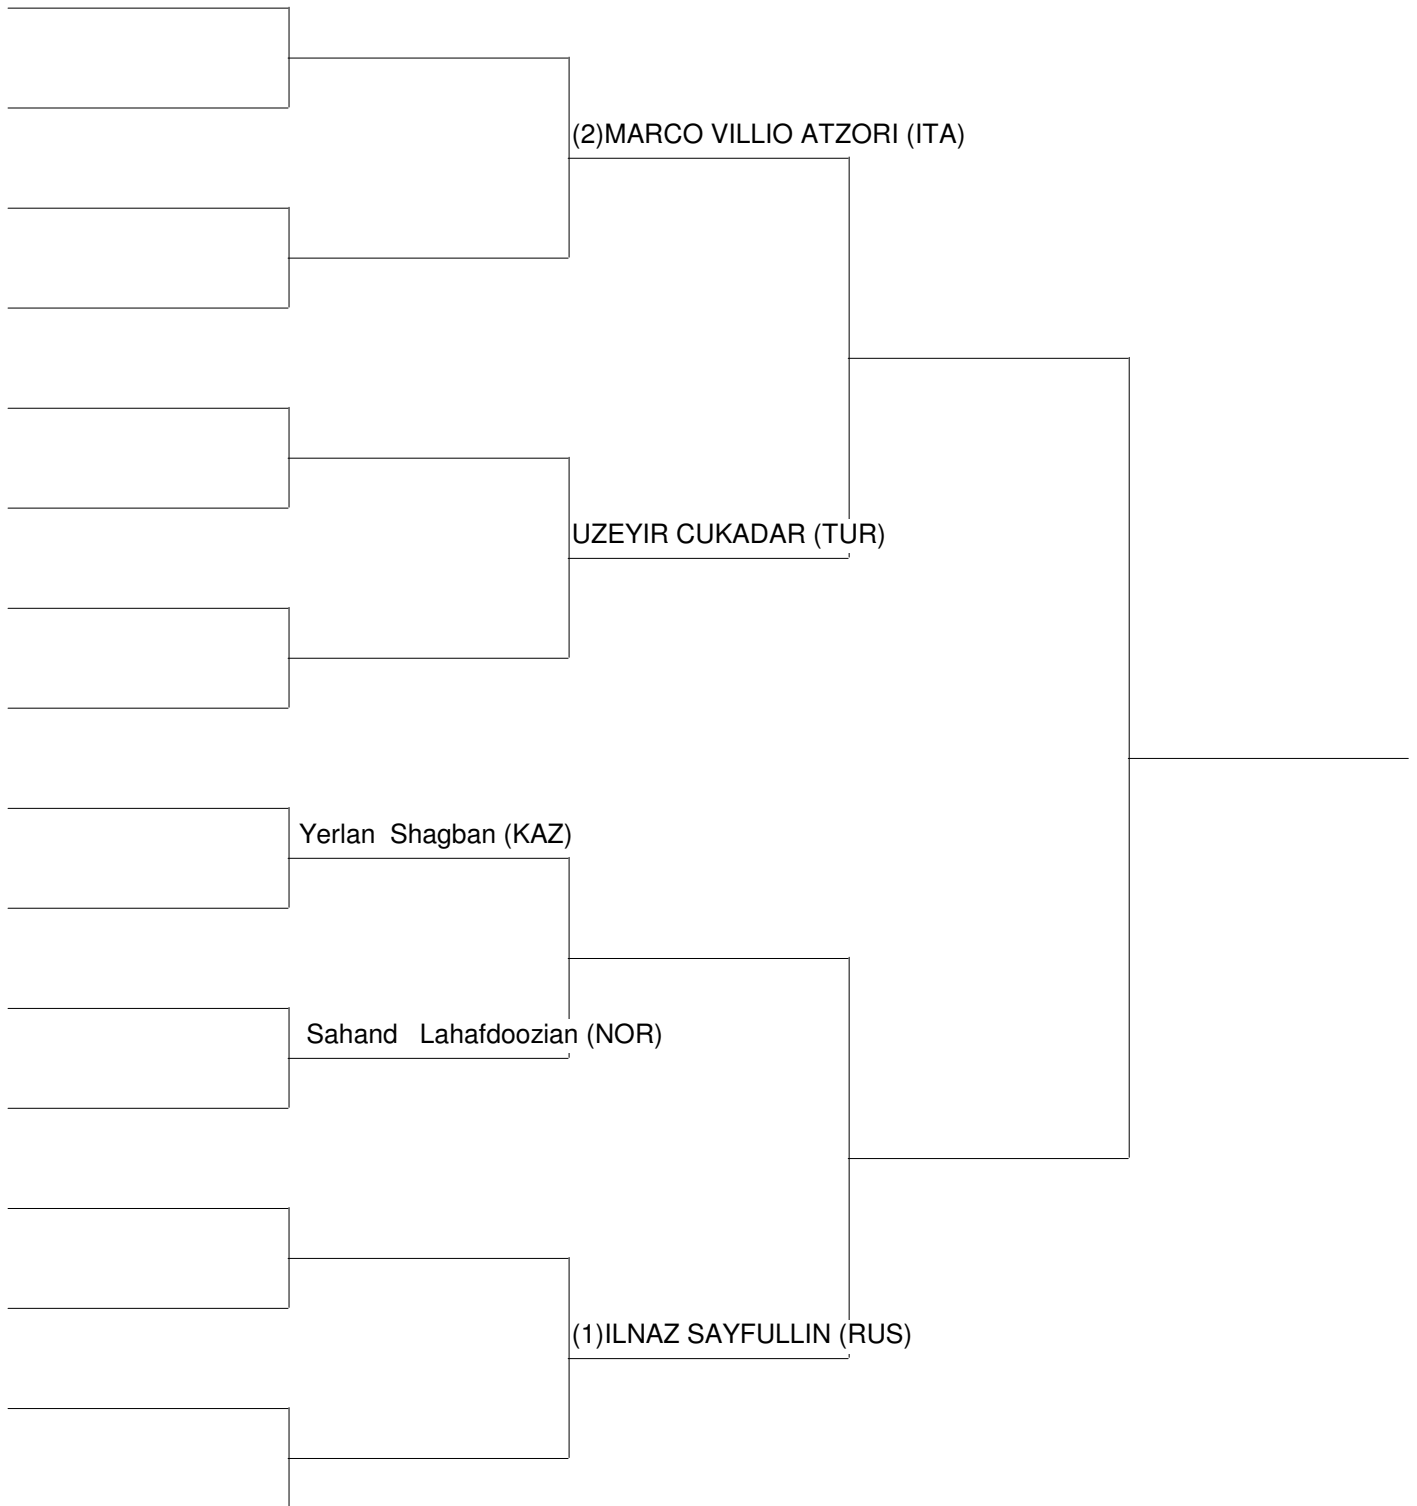 (2)MARCO VILLIO ATZORI (ITA)
UZEYIR CUKADAR (TUR)
Yerlan  Shagban (KAZ)
Sahand   Lahafdoozian (NOR)
(1)ILNAZ SAYFULLIN (RUS)